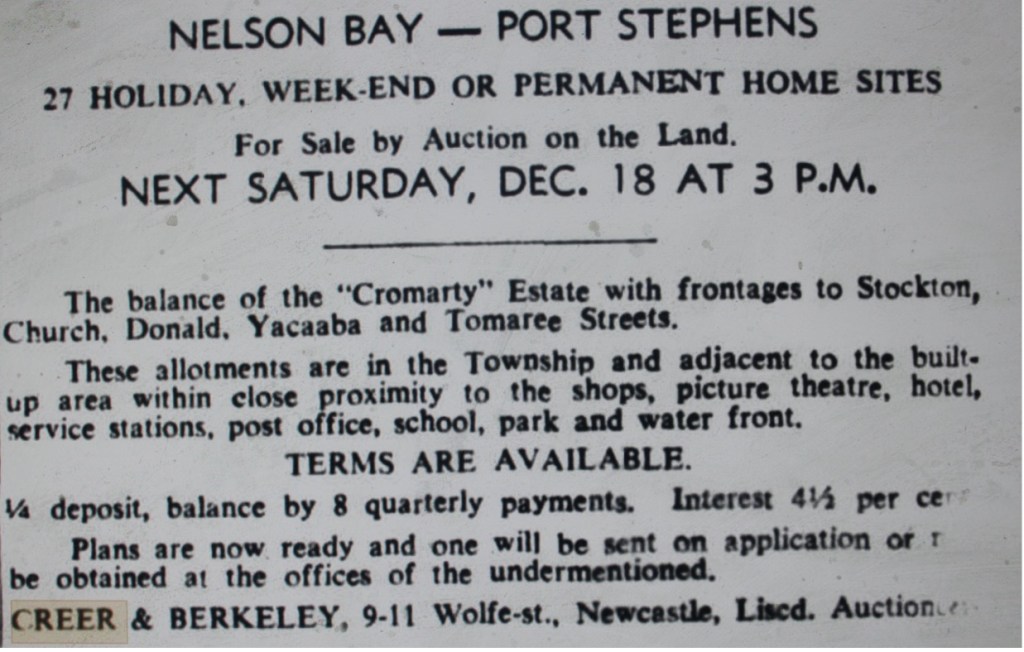 NELSON BAY — PORT STEPHENS
27 HOLIDAY, WEEK-END OR PERMANENT HOME SITES
For Sale by Auction on the Land.
NEXT SATURDAY, DEC. 18 AT 3 P.M.
The balance of the "Cromarty" Estate with frontages to Stockton,
Church, Donald, Yacaaba and Tomaree Streets.
These allotments are in the Township and adjacent to the built-
up area within close proximity to the shops, picture theatre, hotel,
service stations, post office, school, park and water front.
TERMS ARE AVAILABLE.
¼ deposit, balance by 8 quarterly payments. Interest 4½ per
Plans are now ready and one will be sent on application or
be obtained at the offices of the undermentioned.
CREER & BERKELEY, 9-11 Wolfe-st., Newcastle, Liscd.